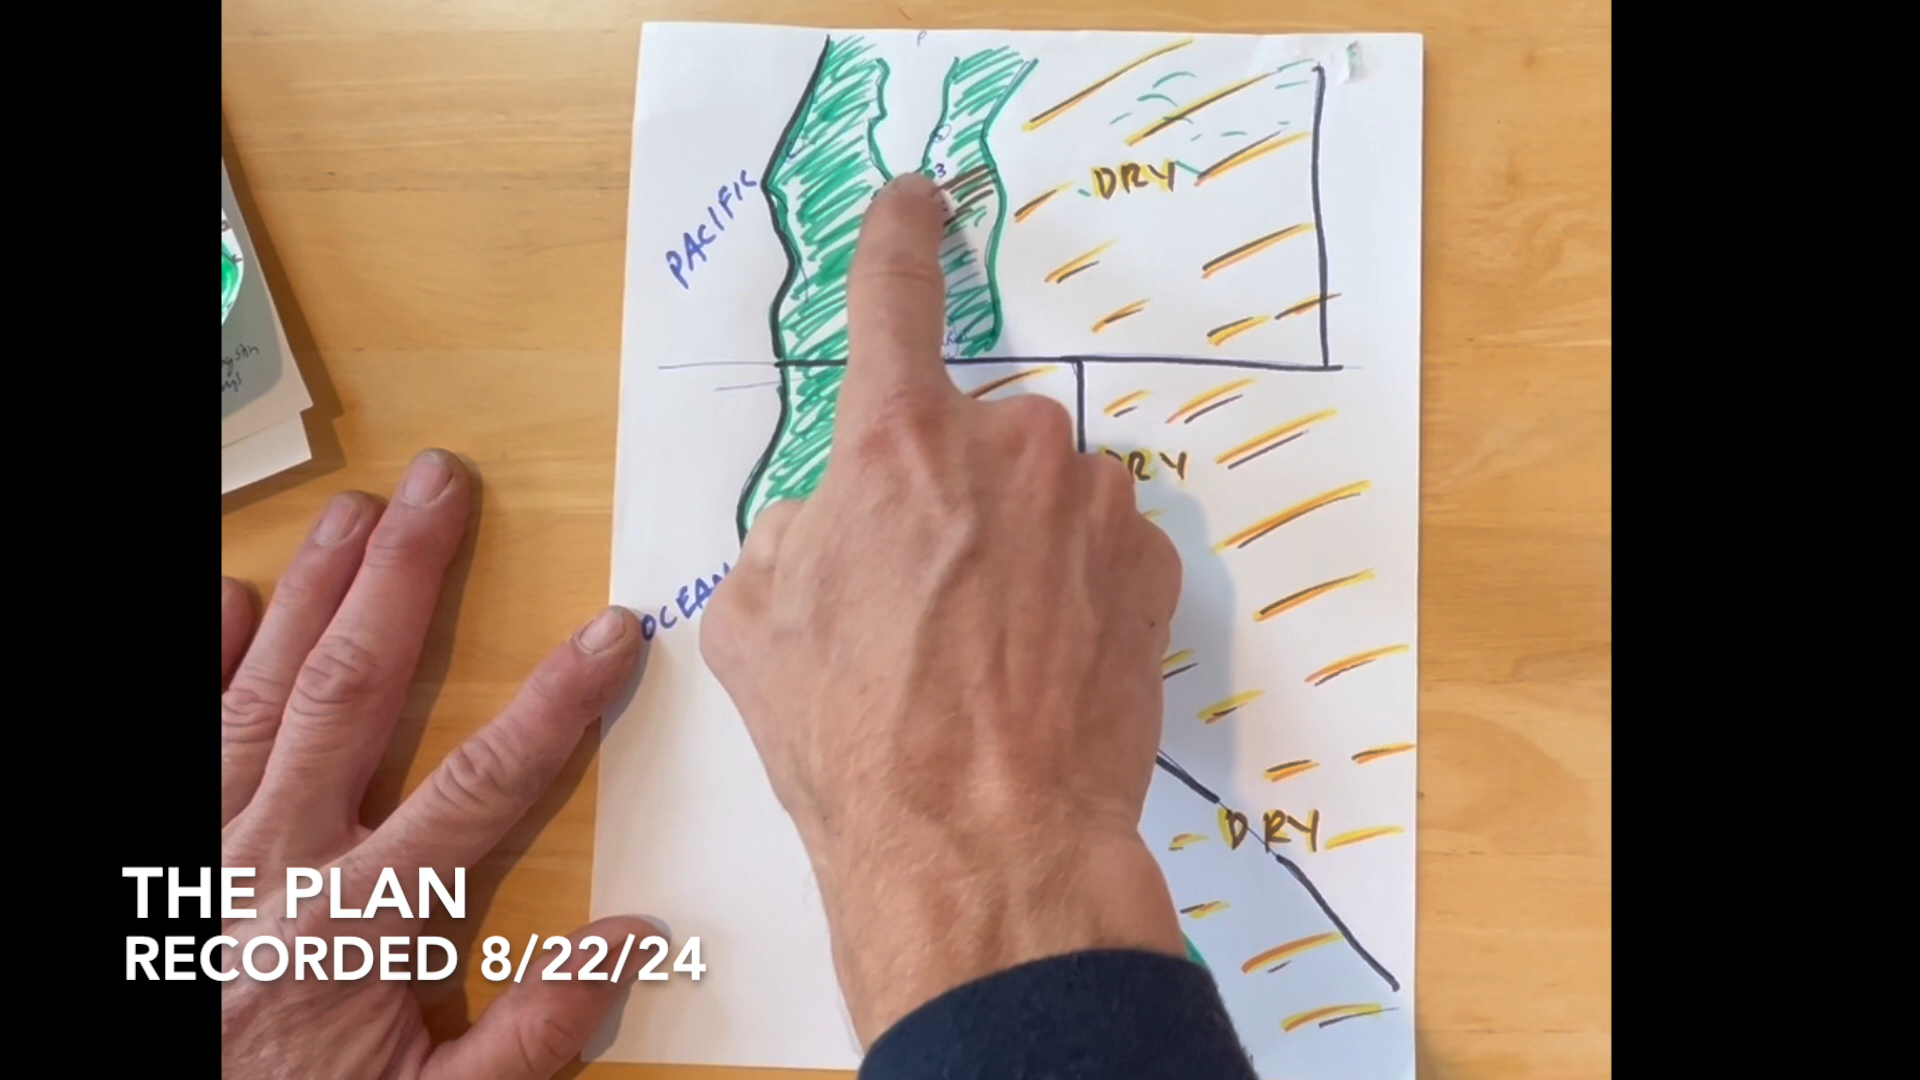 PACIFIC
DRY
DRY
OCEAN
DRY
THE PLAN
RECORDED 8/22/24